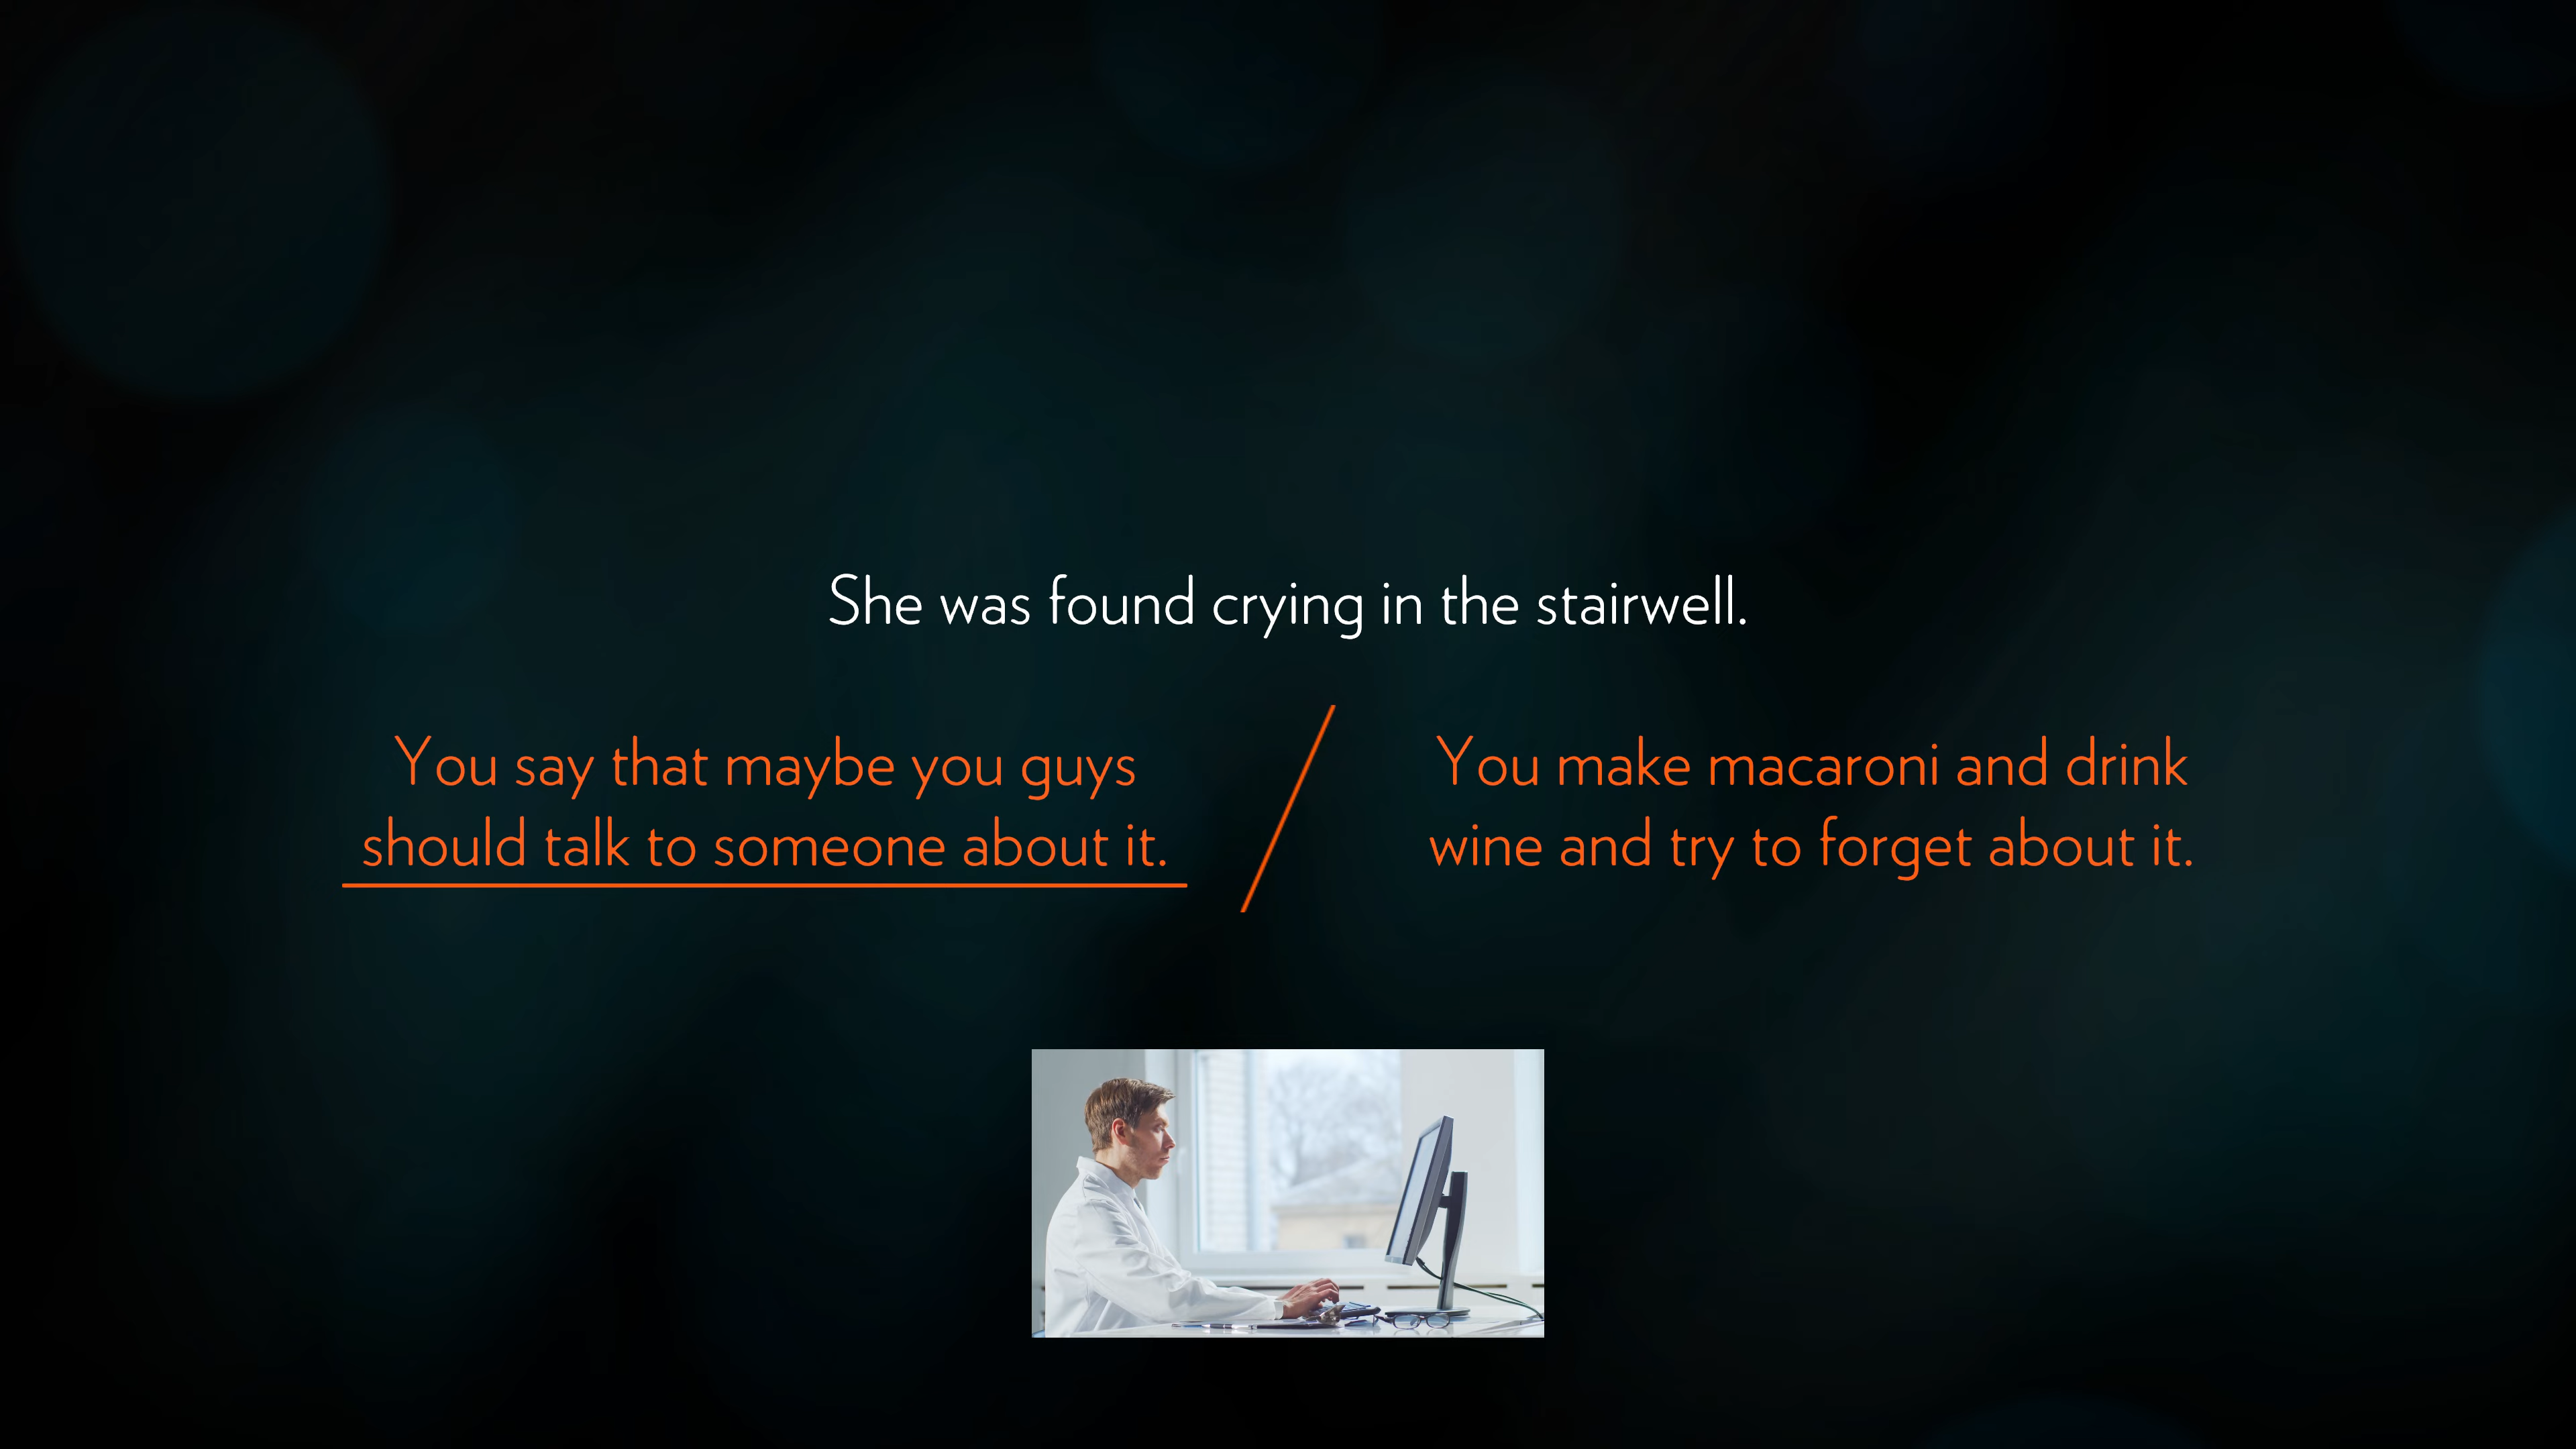 She was found crying in the stairwell.
You say that maybe you guys
should talk to someone about it.
You make macaroni and drink
wine and try to forget about it.